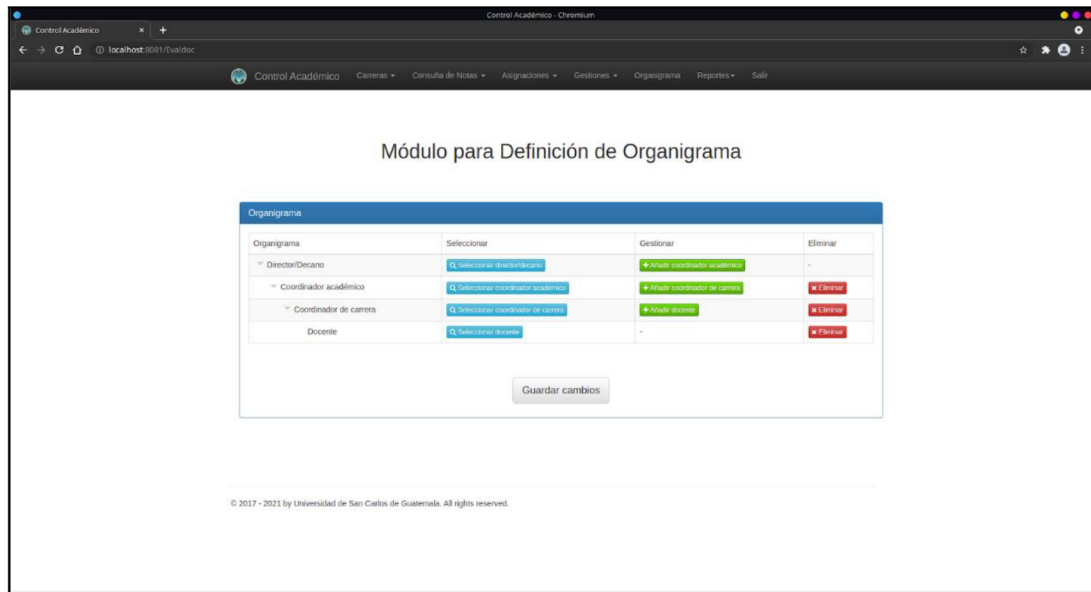 Control Académico - Chromium
Control Académico
localhost:8081/Evaldoc
Control Académico Carreras Consulta de Notas Asignaciones Gestiones Organigrama Reportes Salir
Módulo para Definición de Organigrama
Organigrama
Organigrama Seleccionar Gestionar Eliminar
Director/Decano Seleccionar director/decano Añadir coordinador académico -
Coordinador académico Seleccionar coordinador académico Añadir coordinador de carrera Eliminar
Coordinador de carrera Seleccionar coordinador de carrera Añadir docente Eliminar
Docente Seleccionar docente - Eliminar
Guardar cambios
© 2017 - 2021 by Universidad de San Carlos de Guatemala. All rights reserved.